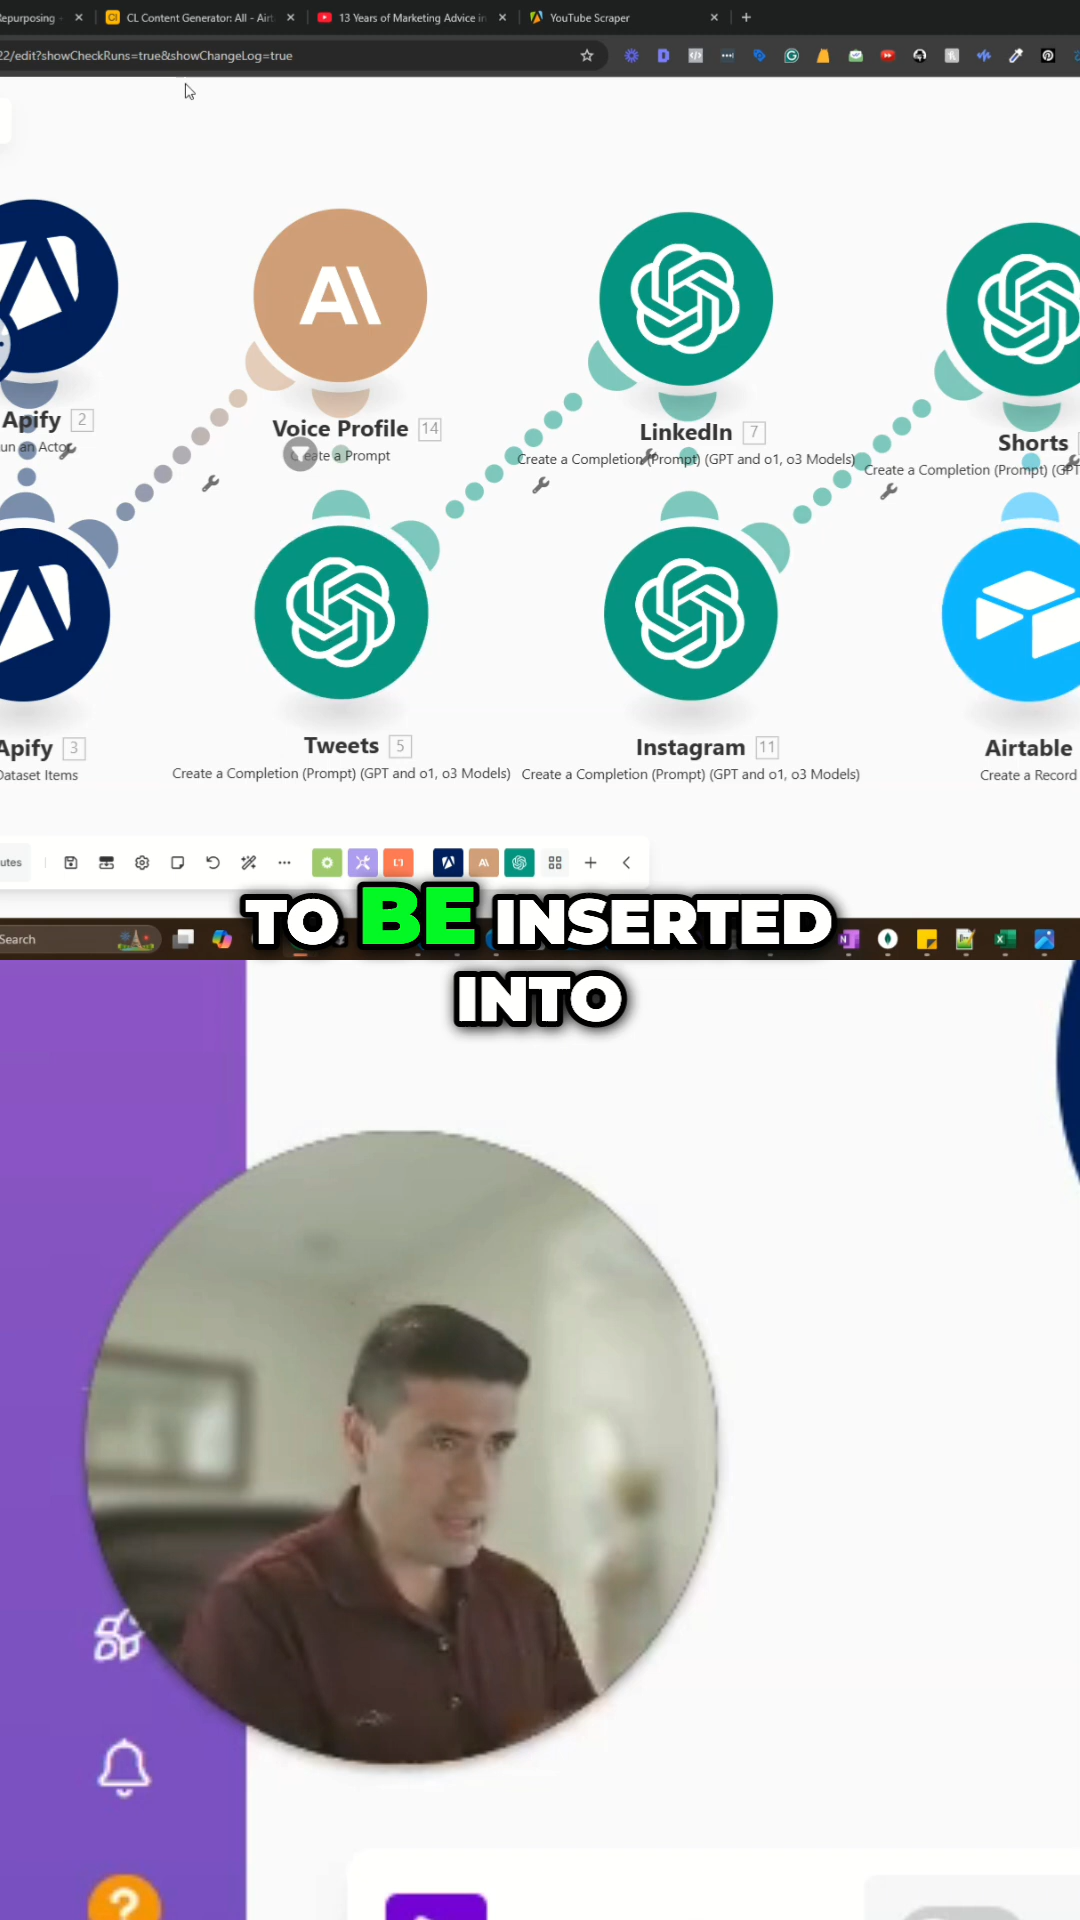 Repurposing
CL Content Generator: All - Airt
13 Years of Marketing Advice in
YouTube Scraper
22/edit?showCheckRuns=true&showChangeLog=true
Apify 2
un an Actor
Voice Profile 14
Create a Prompt
LinkedIn 7
Create a Completion (Prompt) (GPT and o1, o3 Models)
Shorts
Create a Completion (Prompt) (GPT
Apify 3
Dataset Items
Tweets 5
Create a Completion (Prompt) (GPT and o1, o3 Models)
Instagram 11
Create a Completion (Prompt) (GPT and o1, o3 Models)
Airtable
Create a Record
utes
Search
TO BE INSERTED
INTO